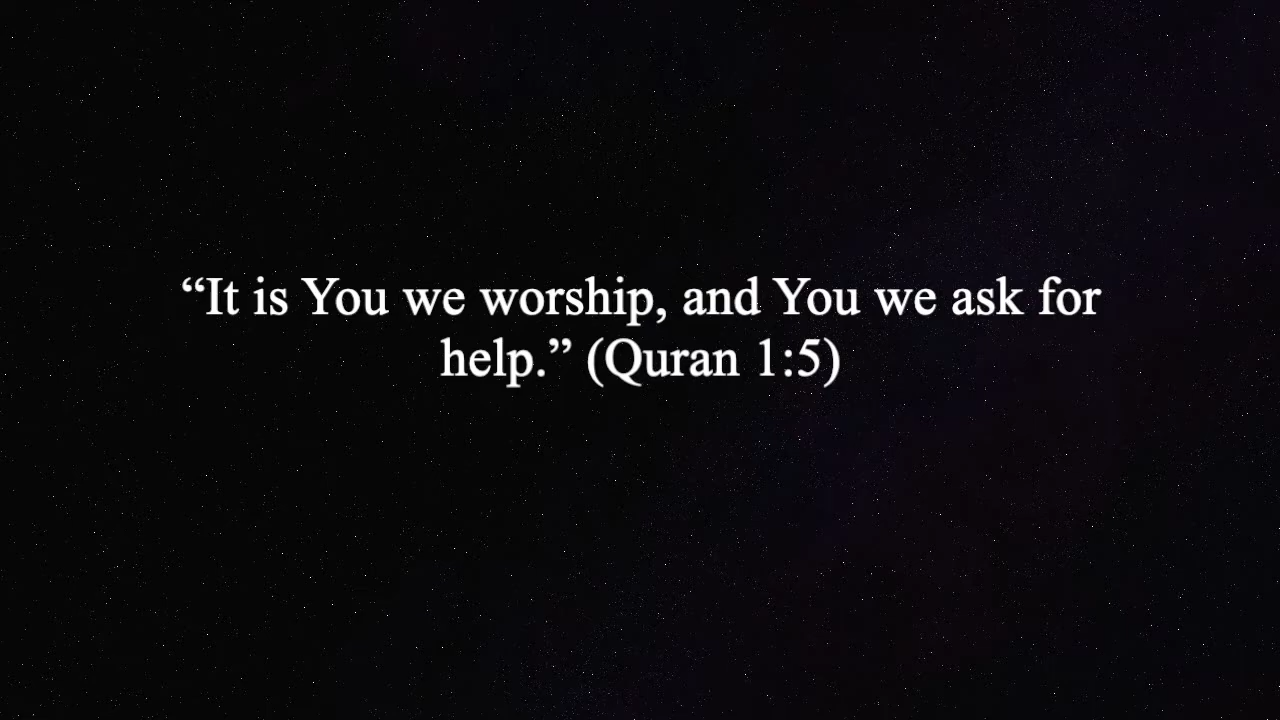 “It is You we worship, and You we ask for
help.” (Quran 1:5)